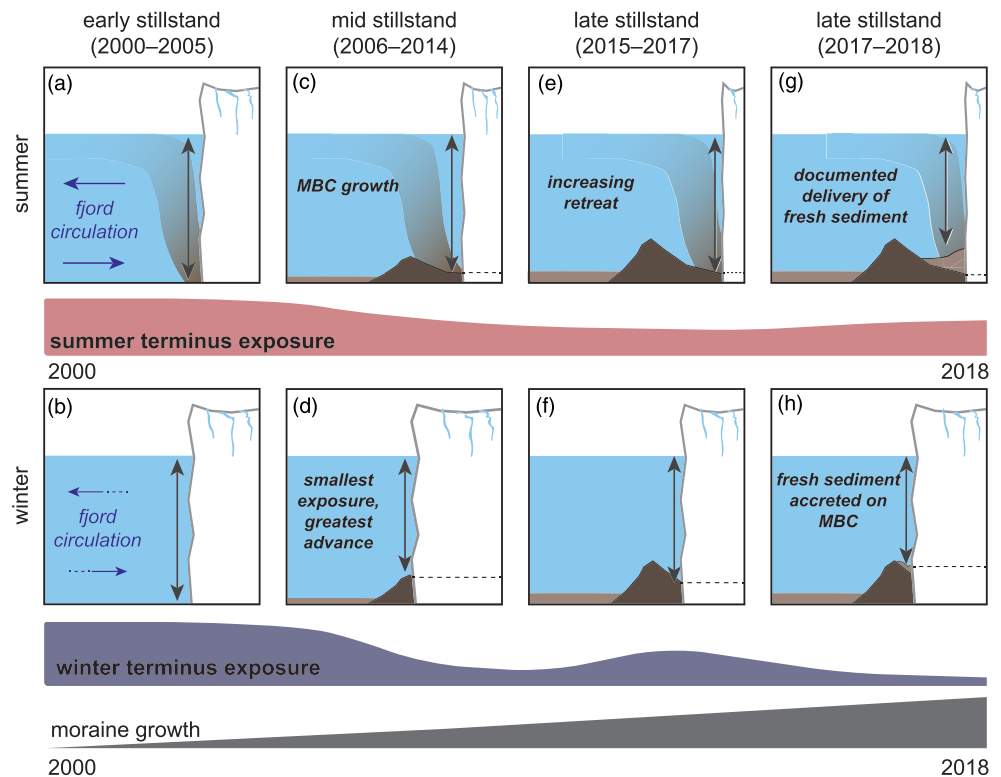 early stillstand
(2000–2005)
mid stillstand
(2006–2014)
late stillstand
(2015–2017)
late stillstand
(2017–2018)
summer
(a)
fjord
circulation
(c)
MBC growth
(e)
increasing
retreat
(g)
documented
delivery of
fresh sediment
summer terminus exposure
2000
2018
winter
(b)
fjord
circulation
(d)
smallest
exposure,
greatest
advance
(f)
(h)
fresh sediment
accreted on
MBC
winter terminus exposure
moraine growth
2000
2018